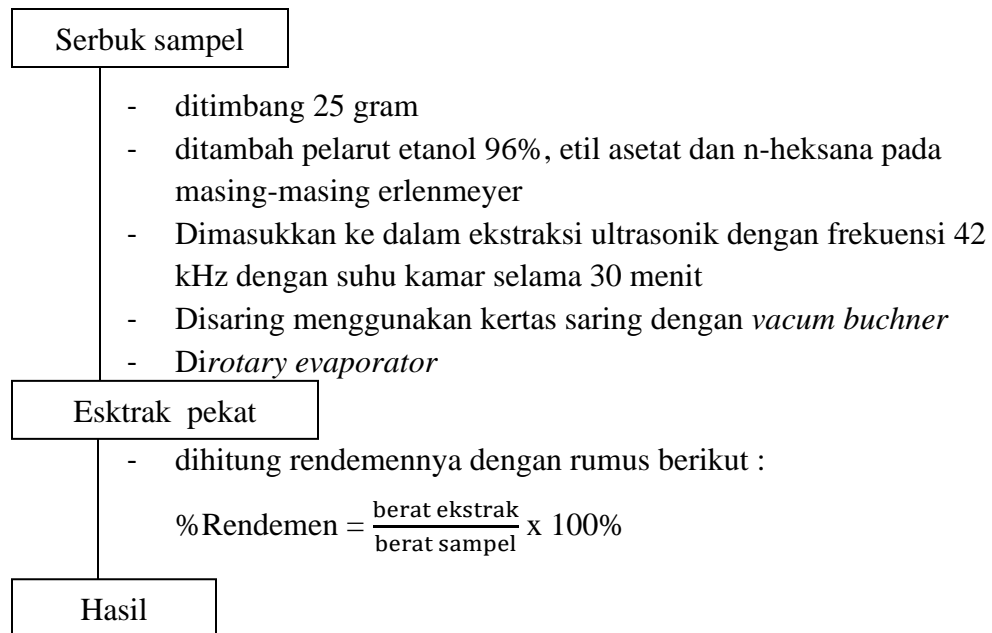 Serbuk sampel
- ditimbang 25 gram
- ditambah pelarut etanol 96%, etil asetat dan n-heksana pada
masing-masing erlenmeyer
- Dimasukkan ke dalam ekstraksi ultrasonik dengan frekuensi 42
kHz dengan suhu kamar selama 30 menit
- Disaring menggunakan kertas saring dengan vacum buchner
- Dirotary evaporator
Esktrak pekat
- dihitung rendemennya dengan rumus berikut :
%Rendemen = berat ekstrak / berat sampel x 100%
Hasil